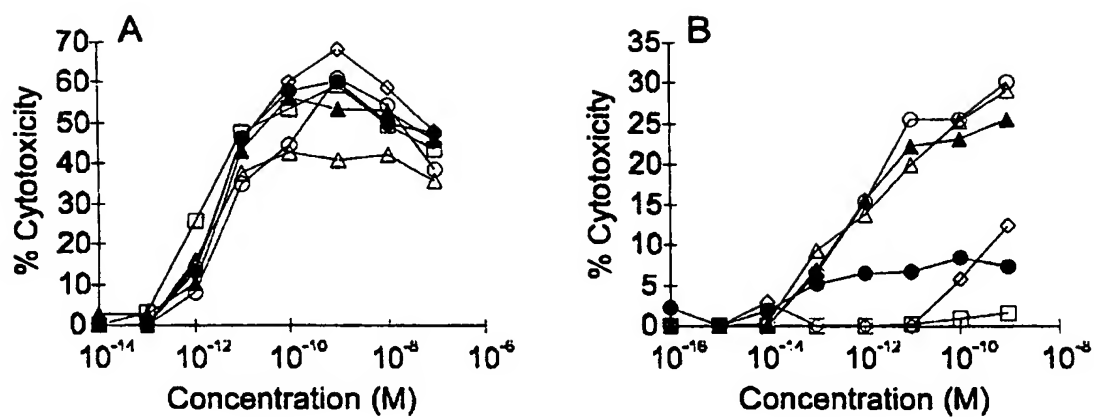 A
% Cytotoxicity
70
60
50
40
30
20
10
0
10⁻¹⁴ 10⁻¹² 10⁻¹⁰ 10⁻⁸ 10⁻⁶
Concentration (M)
B
% Cytotoxicity
35
30
25
20
15
10
5
0
10⁻¹⁶ 10⁻¹⁴ 10⁻¹² 10⁻¹⁰ 10⁻⁸
Concentration (M)